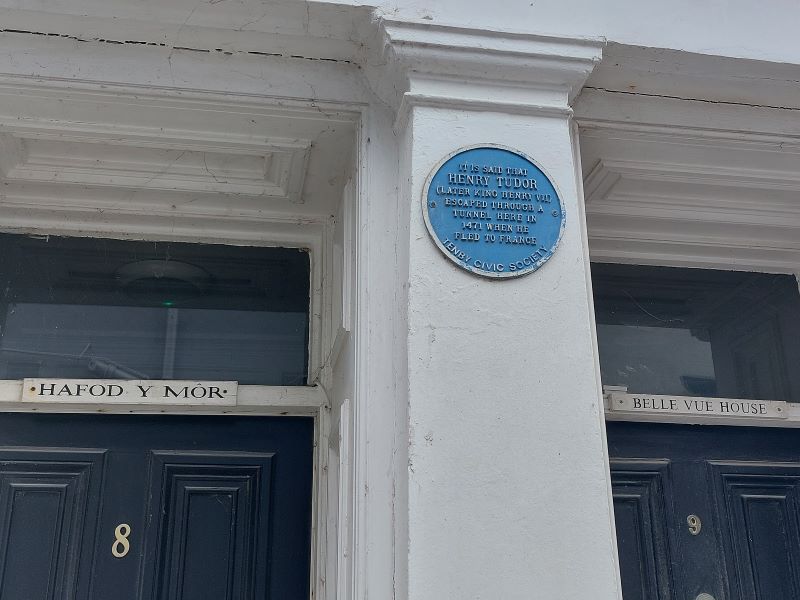 IT IS SAID THAT
HENRY TUDOR
(LATER KING HENRY VII)
ESCAPED THROUGH A
TUNNEL HERE IN
1471 WHEN HE
FLED TO FRANCE
TENBY CIVIC SOCIETY
HAFOD Y MÔR
BELLE VUE HOUSE
8
9